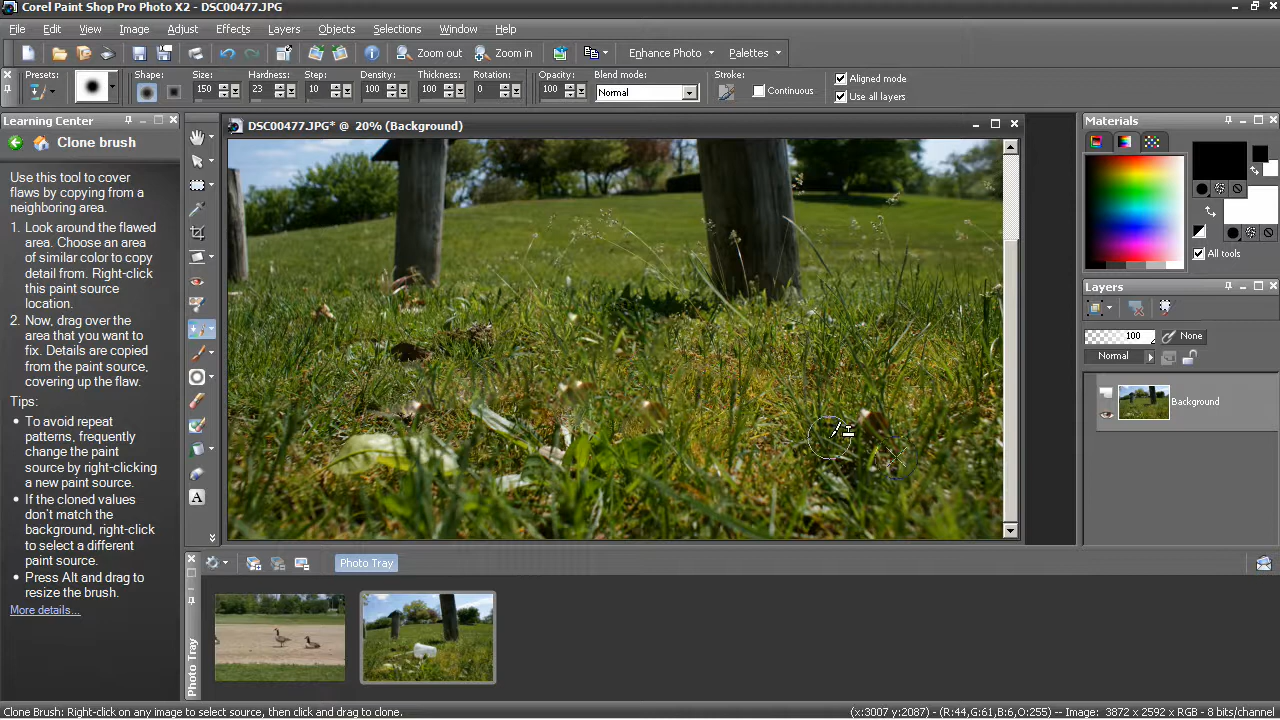 Corel Paint Shop Pro Photo X2 - DSC00477.JPG
File Edit View Image Adjust Effects Layers Objects Selections Window Help
Zoom out Zoom in Enhance Photo Palettes
Presets: Shape: Size: Hardness: Step: Density: Thickness: Rotation: Opacity: Blend mode: Stroke: Aligned mode
150 23 10 100 100 0 100 Normal Continuous Use all layers
Learning Center
Clone brush
Use this tool to cover
flaws by copying from a
neighboring area.
1. Look around the flawed
area. Choose an area
of similar color to copy
detail from. Right-click
this paint source
location.
2. Now, drag over the
area that you want to
fix. Details are copied
from the paint source,
covering up the flaw.
Tips:
• To avoid repeat
patterns, frequently
change the paint
source by right-clicking
a new paint source.
• If the cloned values
don't match the
background, right-click
to select a different
paint source.
• Press Alt and drag to
resize the brush.
More details...
A
DSC00477.JPG* @ 20% (Background)
Materials
All tools
Layers
100 None
Normal
Background
Photo Tray
Photo Tray
Clone Brush: Right-click on any image to select source, then click and drag to clone.
(x:3007 y:2087) - (R:44,G:61,B:6,O:255) -- Image: 3872 x 2592 x RGB - 8 bits/channel